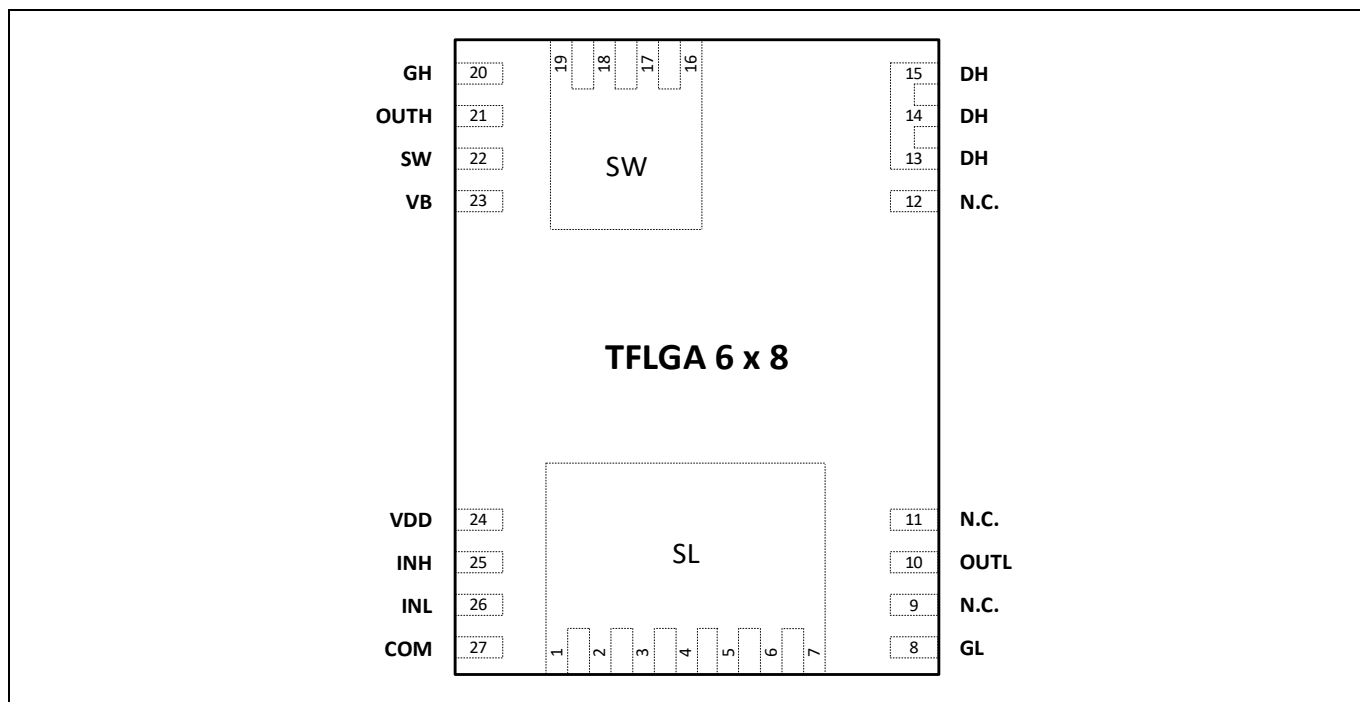 19 18 17 16
GH 20 15 DH
OUTH 21 14 DH
SW 22 13 DH
SW
VB 23 12 N.C.
TFLGA 6 x 8
VDD 24 11 N.C.
SL
INH 25 10 OUTL
INL 26 9 N.C.
COM 27 8 GL
1 2 3 4 5 6 7